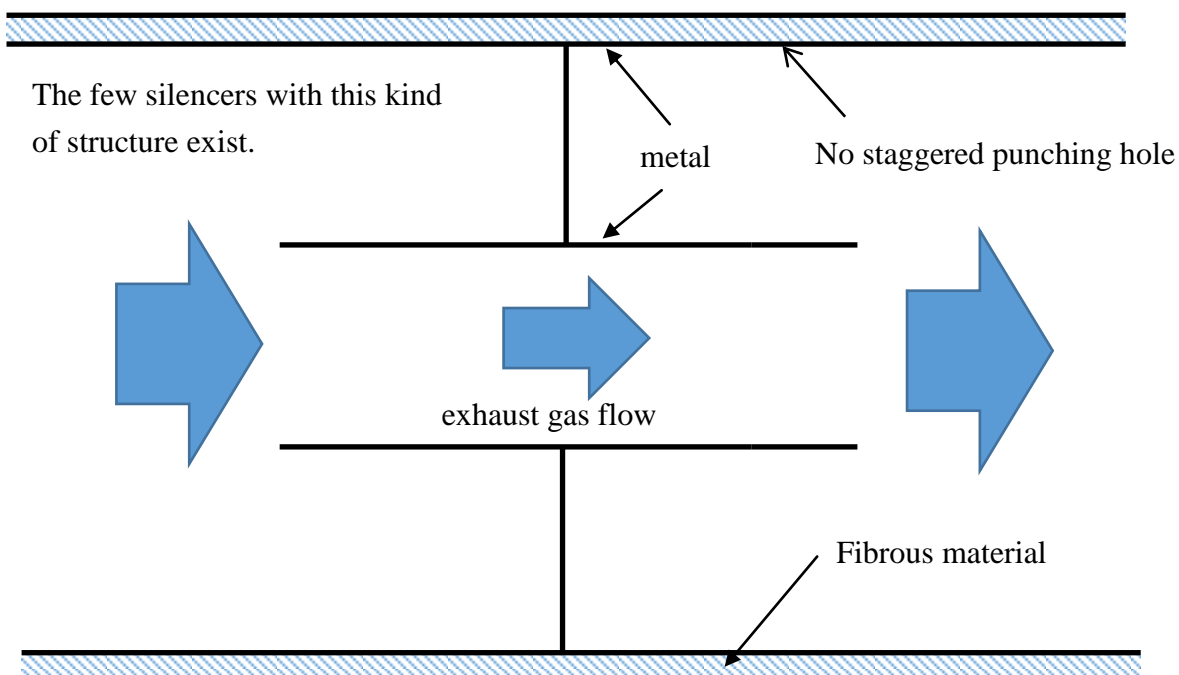 The few silencers with this kind
of structure exist.
metal
No staggered punching hole
exhaust gas flow
Fibrous material